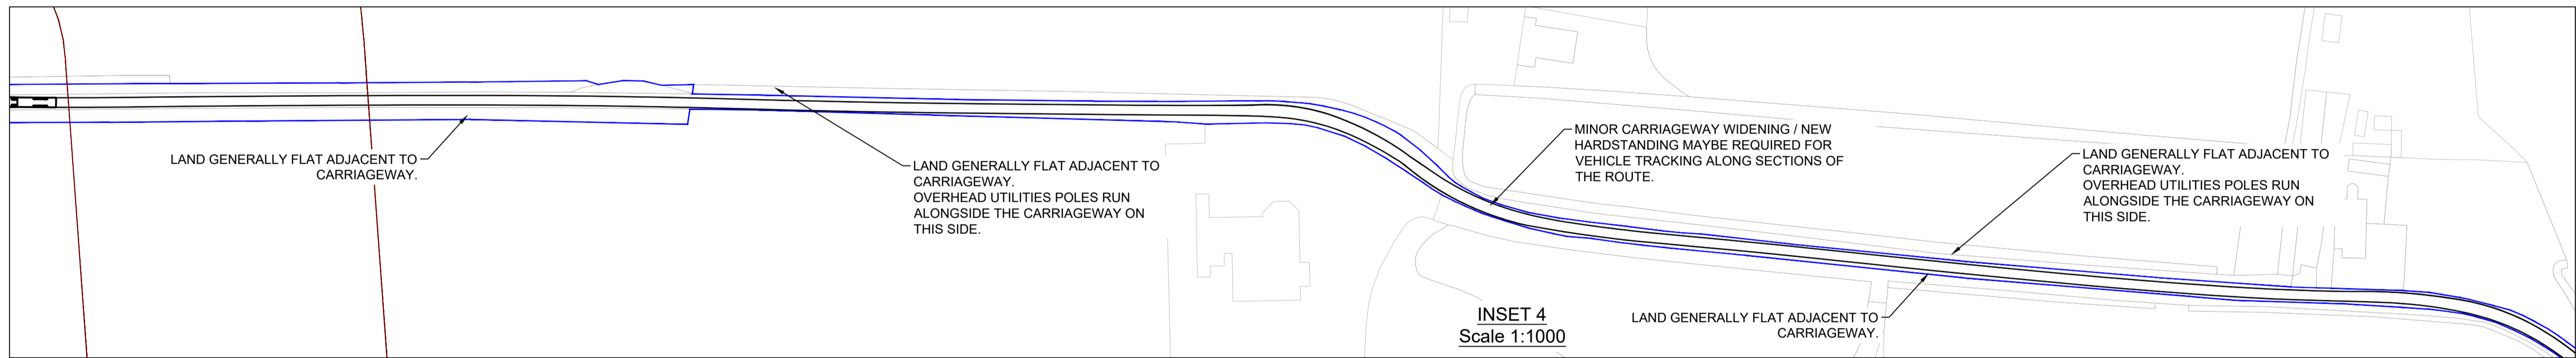 LAND GENERALLY FLAT ADJACENT TO
CARRIAGEWAY.
LAND GENERALLY FLAT ADJACENT TO
CARRIAGEWAY.
OVERHEAD UTILITIES POLES RUN
ALONGSIDE THE CARRIAGEWAY ON
THIS SIDE.
MINOR CARRIAGEWAY WIDENING / NEW
HARDSTANDING MAYBE REQUIRED FOR
VEHICLE TRACKING ALONG SECTIONS OF
THE ROUTE.
LAND GENERALLY FLAT ADJACENT TO
CARRIAGEWAY.
OVERHEAD UTILITIES POLES RUN
ALONGSIDE THE CARRIAGEWAY ON
THIS SIDE.
INSET 4
Scale 1:1000
LAND GENERALLY FLAT ADJACENT TO
CARRIAGEWAY.